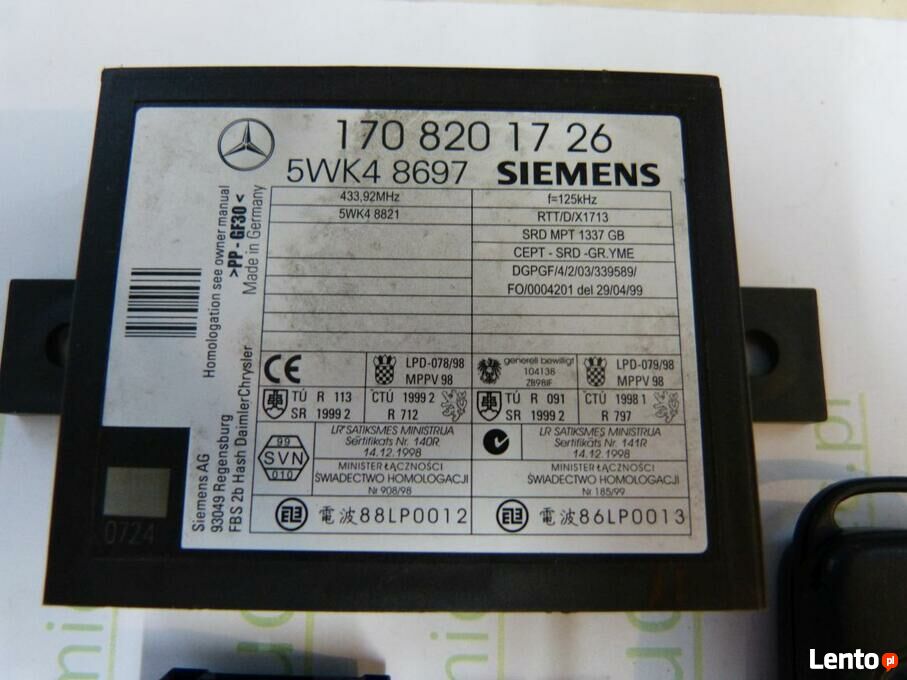 170 820 17 26
5WK4 8697 SIEMENS
433,92MHz
f=125kHz
5WK4 8821
RTT/D/X1713
SRD MPT 1337 GB
CEPT - SRD -GR.YME
DGPGF/4/2/03/339589/
FO/0004201 del 29/04/99
Homologation see owner manual
>PP - GF30<
Made in Germany
CE
LPD-078/98
MPPV 98
generell bewilligt
104138
LPD-079/98
MPPV 98
TÚ R 113
SR 1999 2
ČTÚ 1999 2
R 712
TÚ R 091
SR 1999 2
ČTÚ 1998 1
R 797
99
SVN
010
LR SATIKSMES MINISTRIJA
Sertifikats Nr. 140R
14.12.1998
LR SATIKSMES MINISTRIJA
Sertifikats Nr. 141R
14.12.1998
MINISTER ŁĄCZNOŚCI
ŚWIADECTWO HOMOLOGACJI
Nr 908/98
MINISTER ŁĄCZNOŚCI
ŚWIADECTWO HOMOLOGACJI
Nr 185/99
電波88LP0012
電波86LP0013
Siemens AG
93049 Regensburg
FBS 2b Hash DaimlerChrysler
0724
Lento.pl